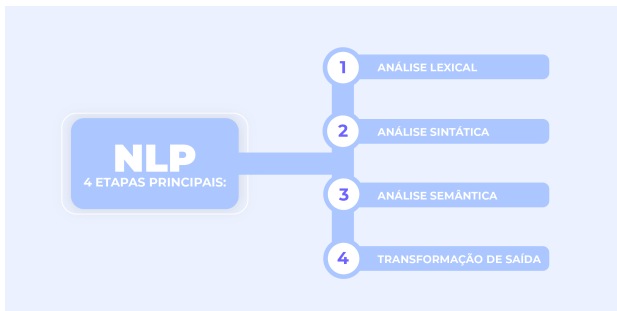 NLP
4 ETAPAS PRINCIPAIS:
1 ANÁLISE LEXICAL
2 ANÁLISE SINTÁTICA
3 ANÁLISE SEMÂNTICA
4 TRANSFORMAÇÃO DE SAÍDA